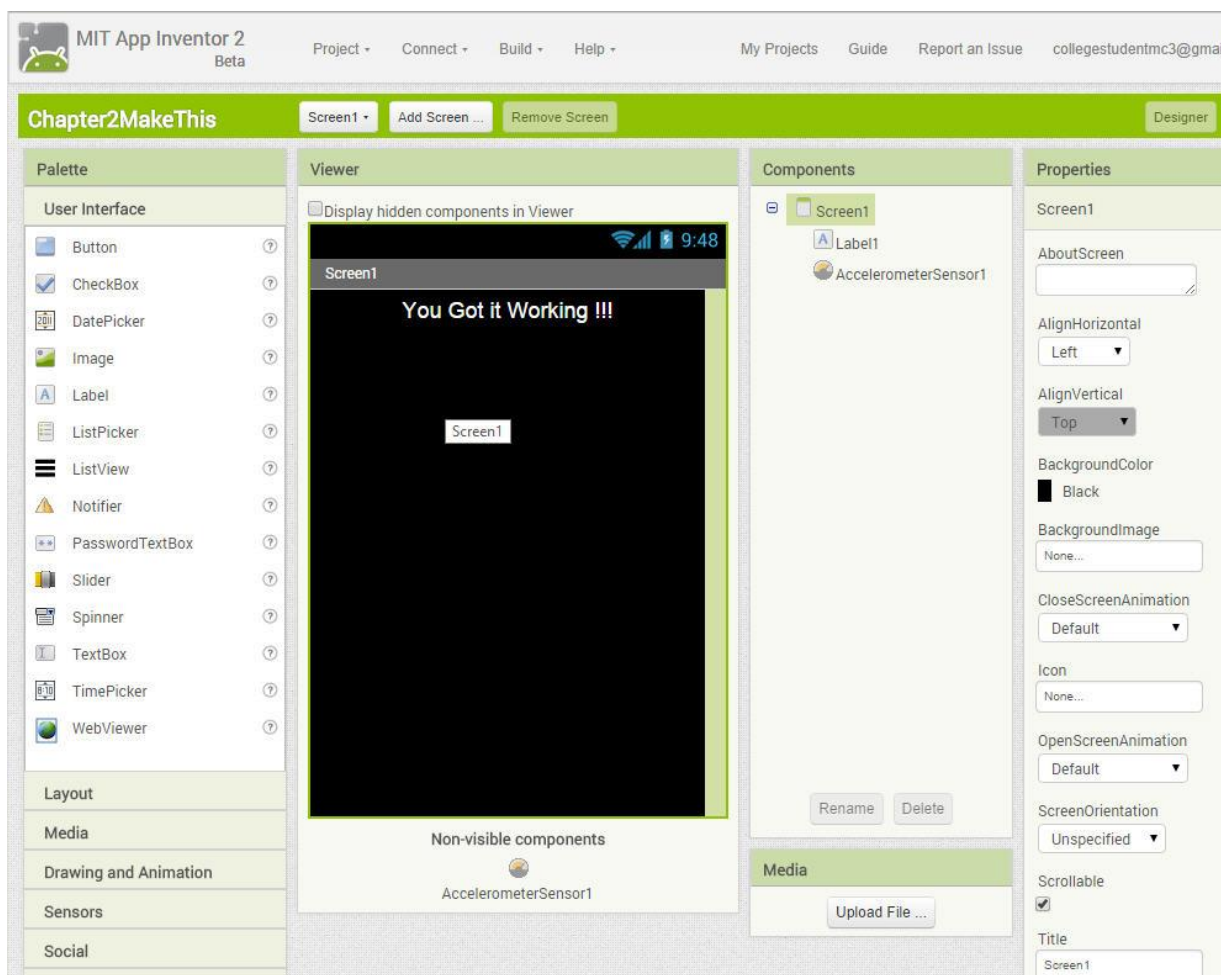 MIT App Inventor 2
Beta
Project
Connect
Build
Help
My Projects
Guide
Report an Issue
collegestudentmc3@gmai
Chapter2MakeThis
Screen1
Add Screen ...
Remove Screen
Designer
Palette
User Interface
Button
CheckBox
DatePicker
Image
Label
ListPicker
ListView
Notifier
PasswordTextBox
Slider
Spinner
TextBox
TimePicker
WebViewer
Layout
Media
Drawing and Animation
Sensors
Social
Viewer
Display hidden components in Viewer
9:48
Screen1
You Got it Working !!!
Screen1
Non-visible components
AccelerometerSensor1
Components
Screen1
Label1
AccelerometerSensor1
Rename
Delete
Media
Upload File ...
Properties
Screen1
AboutScreen
AlignHorizontal
Left
AlignVertical
Top
BackgroundColor
Black
BackgroundImage
None...
CloseScreenAnimation
Default
Icon
None...
OpenScreenAnimation
Default
ScreenOrientation
Unspecified
Scrollable
Title
Screen1